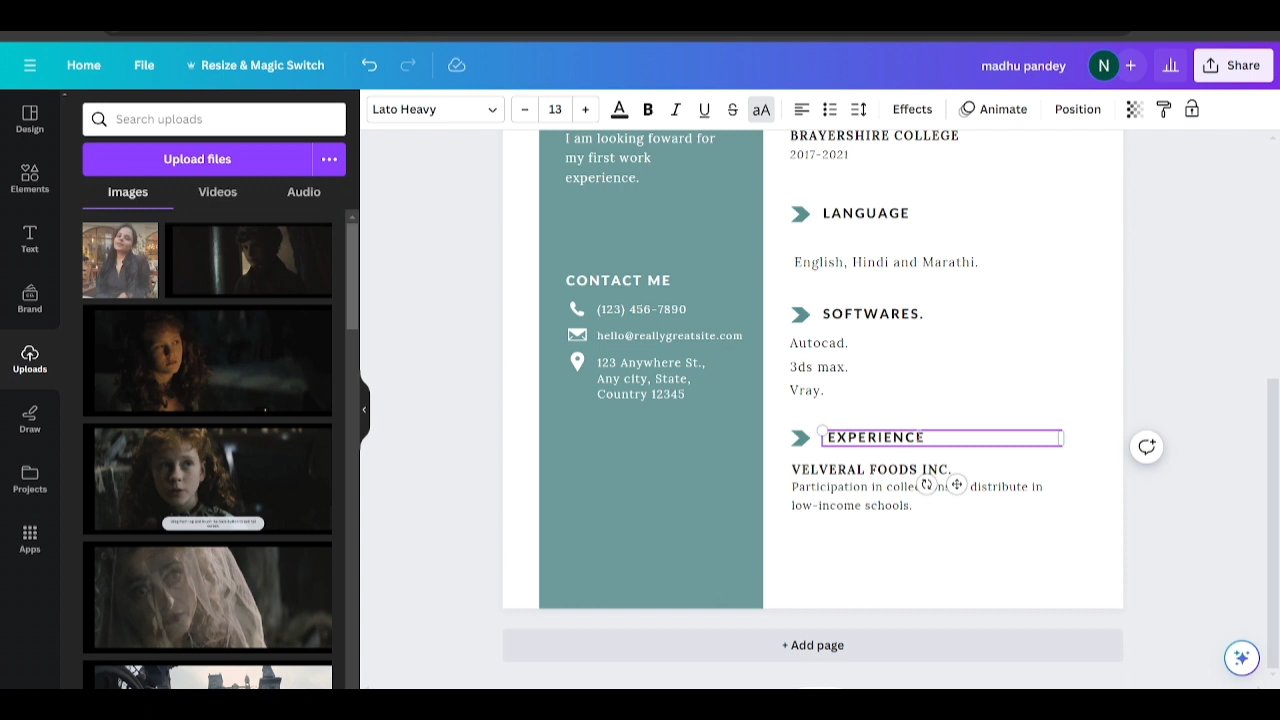 Home File Resize & Magic Switch madhu pandey N + Share
Design
Elements
Text
Brand
Uploads
Draw
Projects
Apps
Search uploads
Upload files
Images Videos Audio
Lato Heavy - 13 + A B I U S aA Effects Animate Position
I am looking foward for
my first work
experience.
CONTACT ME
(123) 456-7890
hello@reallygreatsite.com
123 Anywhere St.,
Any city, State,
Country 12345
BRAYERSHIRE COLLEGE
2017-2021
LANGUAGE
English, Hindi and Marathi.
SOFTWARES.
Autocad.
3ds max.
Vray.
EXPERIENCE
VELVERAL FOODS INC.
Participation in distribute in
low-income schools.
+ Add page